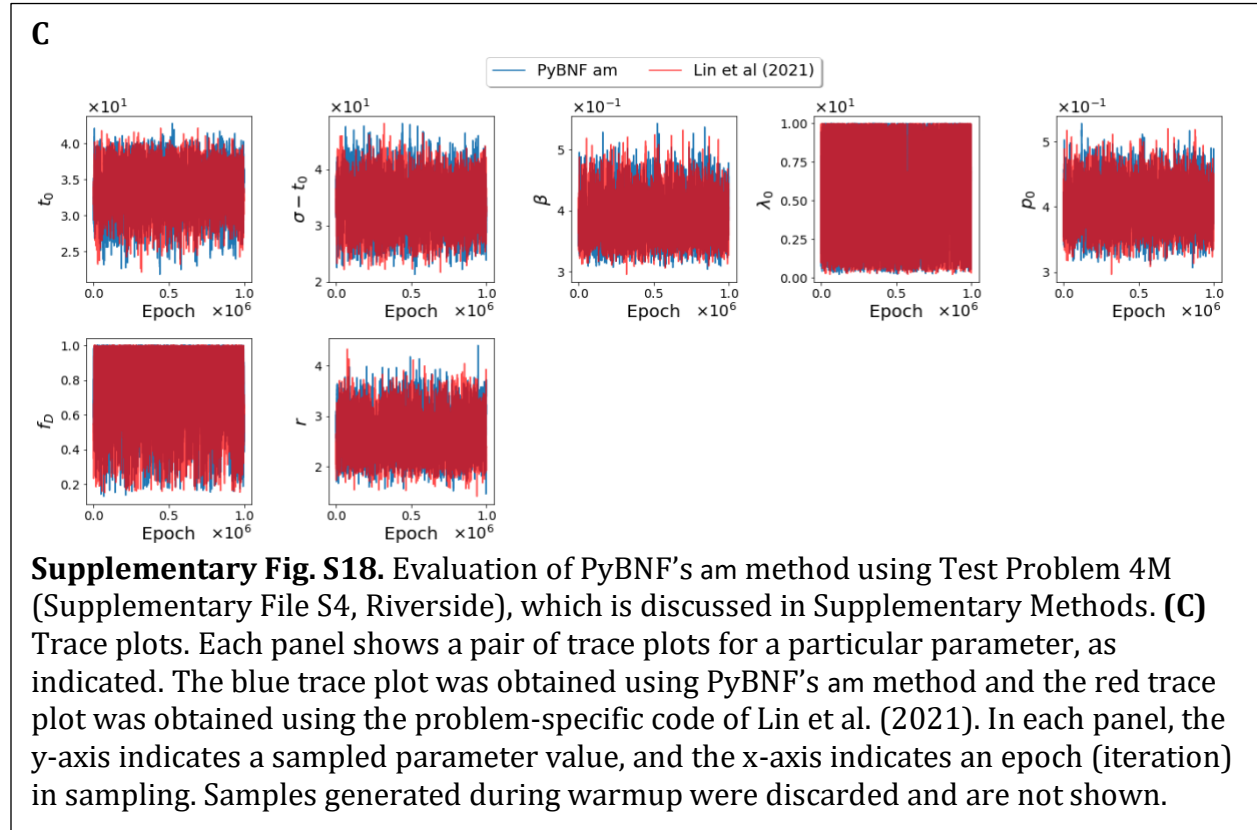 C
PyBNF am Lin et al (2021)
×10¹ ×10¹ ×10⁻¹ ×10¹ ×10⁻¹
t₀ 4.0 3.5 3.0 2.5
σ − t₀ 4 3 2
β 5 4 3
λ₀ 1.00 0.75 0.50 0.25 0.00
p₀ 5 4 3
0.0 0.5 1.0 0.0 0.5 1.0 0.0 0.5 1.0 0.0 0.5 1.0 0.0 0.5 1.0
Epoch ×10⁶ Epoch ×10⁶ Epoch ×10⁶ Epoch ×10⁶ Epoch ×10⁶
f_D 1.0 0.8 0.6 0.4 0.2
r 4 3 2
0.0 0.5 1.0 0.0 0.5 1.0
Epoch ×10⁶ Epoch ×10⁶
Supplementary Fig. S18. Evaluation of PyBNF’s am method using Test Problem 4M
(Supplementary File S4, Riverside), which is discussed in Supplementary Methods. (C)
Trace plots. Each panel shows a pair of trace plots for a particular parameter, as
indicated. The blue trace plot was obtained using PyBNF’s am method and the red trace
plot was obtained using the problem-specific code of Lin et al. (2021). In each panel, the
y-axis indicates a sampled parameter value, and the x-axis indicates an epoch (iteration)
in sampling. Samples generated during warmup were discarded and are not shown.